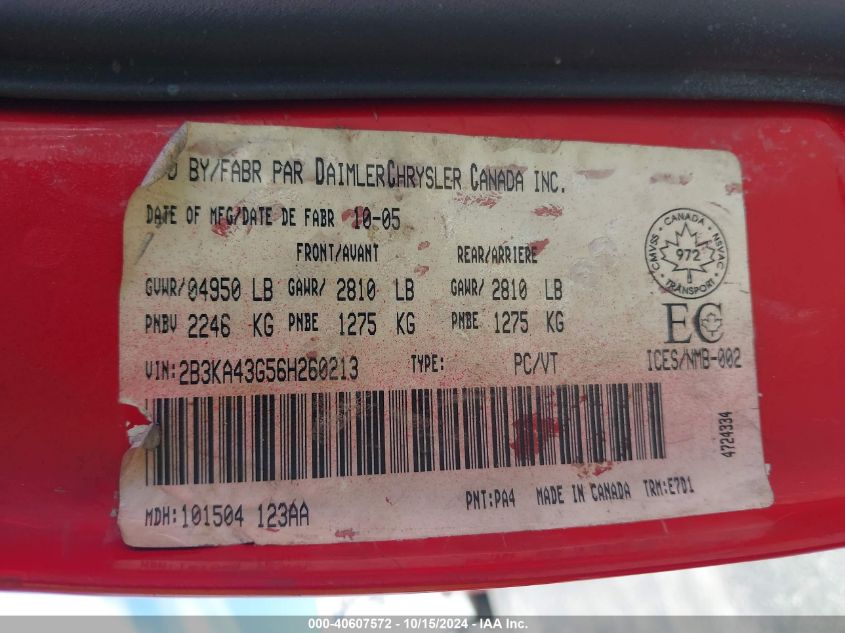 BY/FABR PAR DAIMLERCHRYSLER CANADA INC.
DATE OF MFG/DATE DE FABR 10-05
FRONT/AVANT REAR/ARRIERE
GVWR/04950 LB GAWR/ 2810 LB GAWR/ 2810 LB
PNBV 2246 KG PNBE 1275 KG PNBE 1275 KG
VIN:2B3KA43G56H260213 TYPE: PC/VT
CANADA
CMVSS NSVAC
972
TRANSPORT
EC
ICES/NMB-002
4724334
PNT:PA4 MADE IN CANADA TRM:E7D1
MDH:101504 123AA
000-40607572 - 10/15/2024 - IAA Inc.